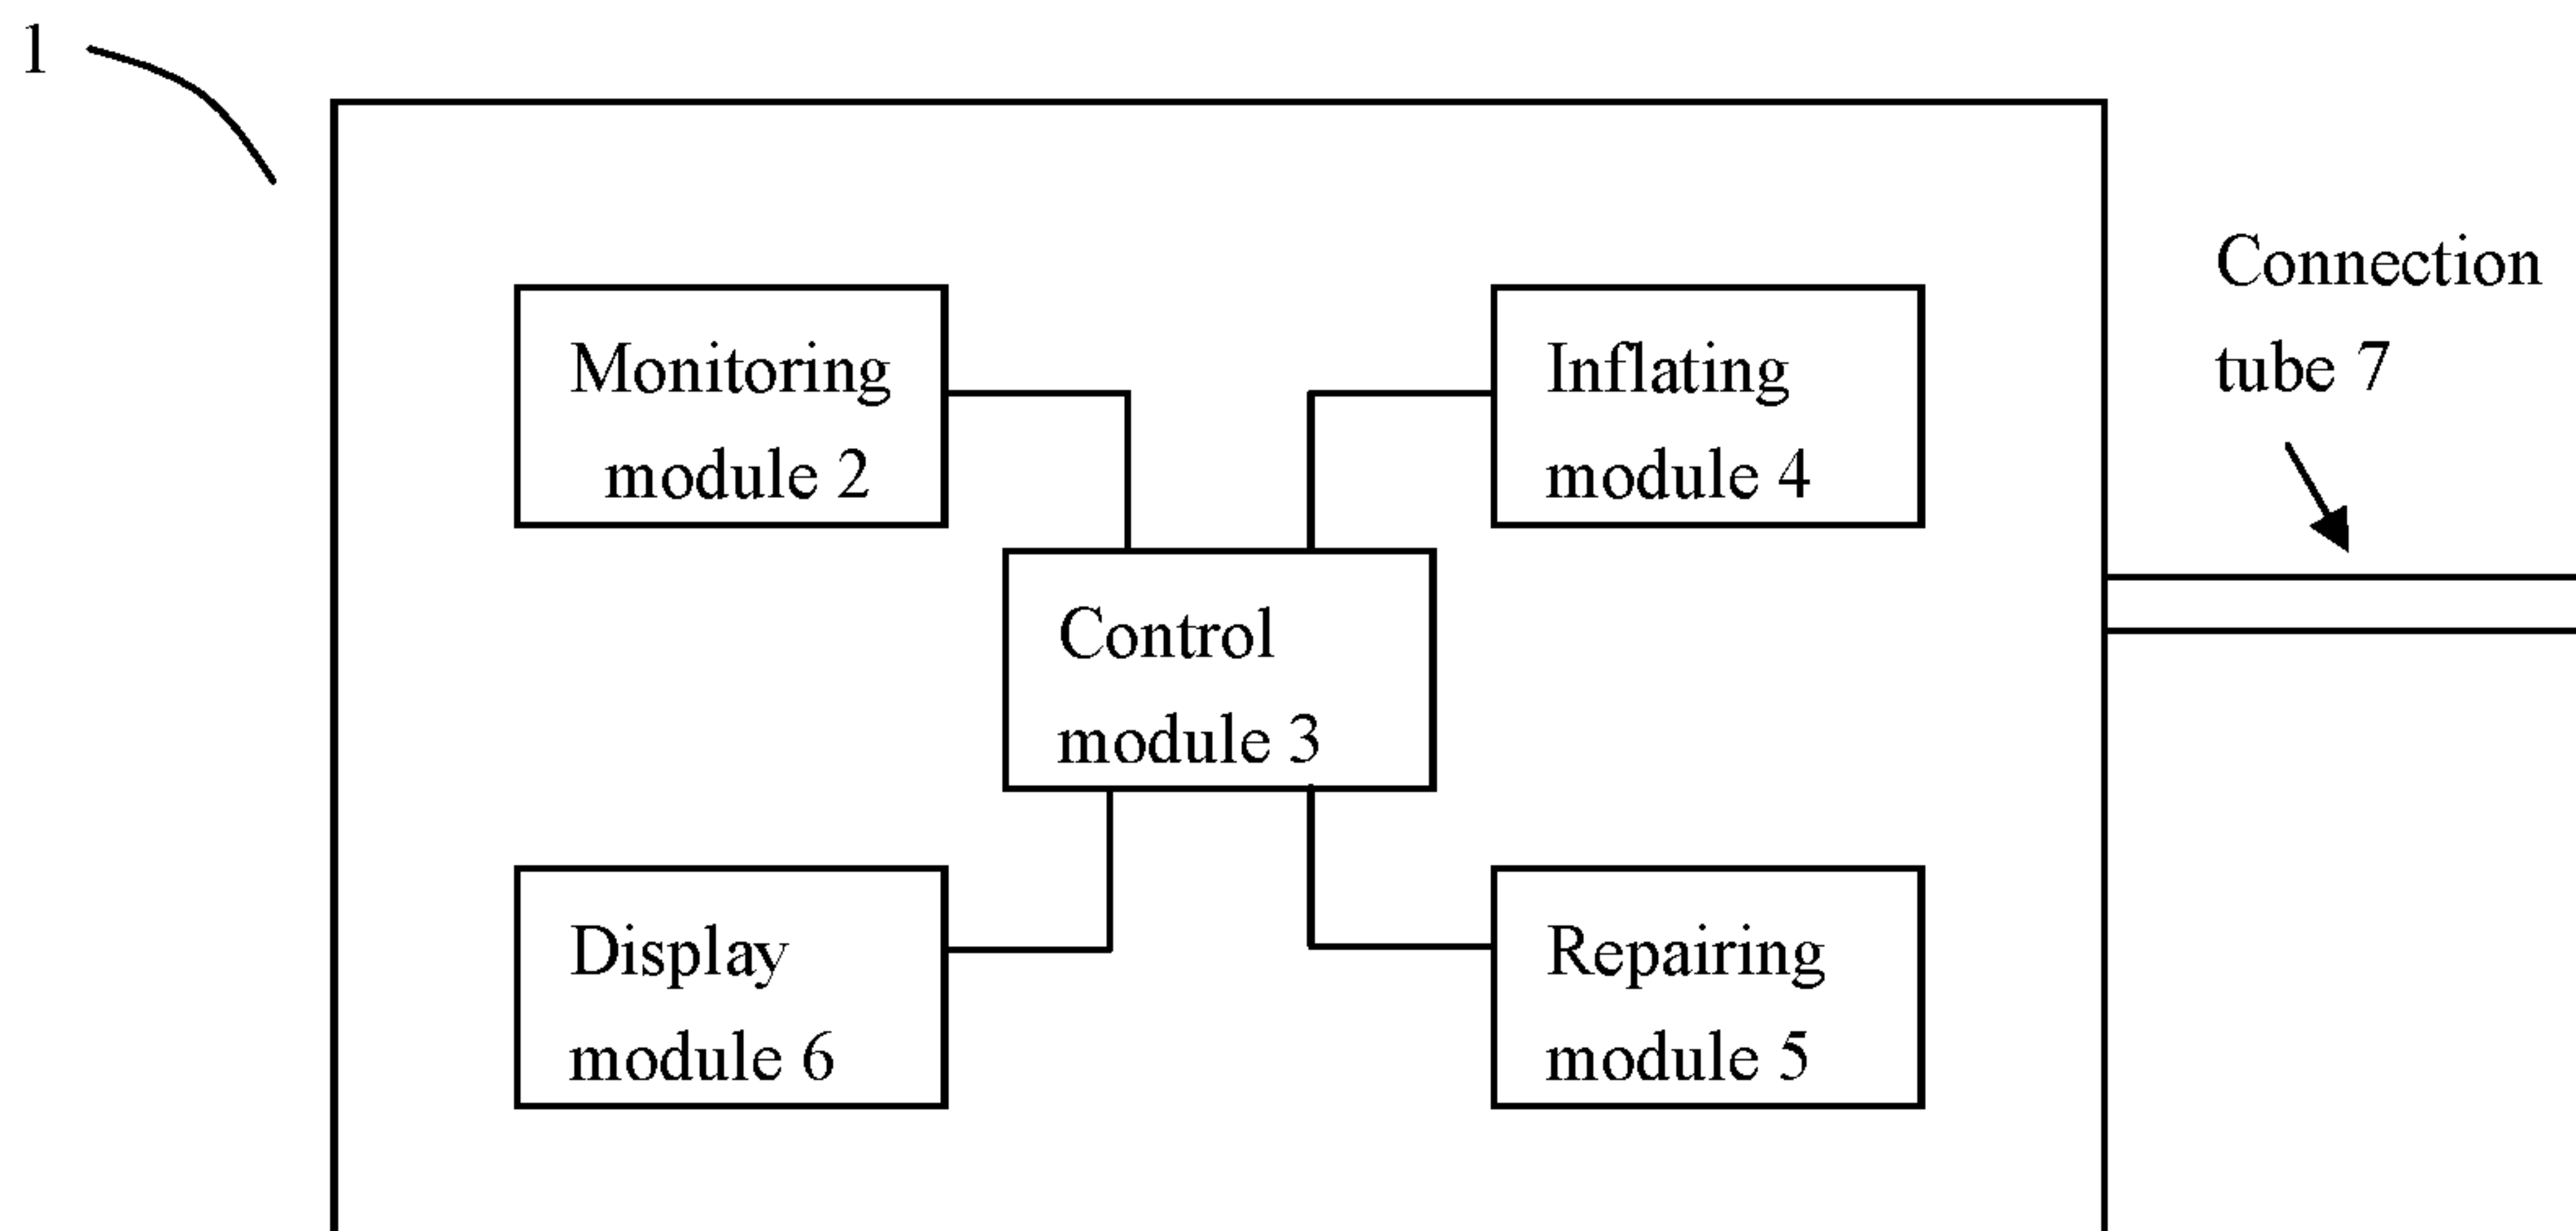 1
Connection
tube 7
Monitoring
module 2
Inflating
module 4
Control
module 3
Display
module 6
Repairing
module 5